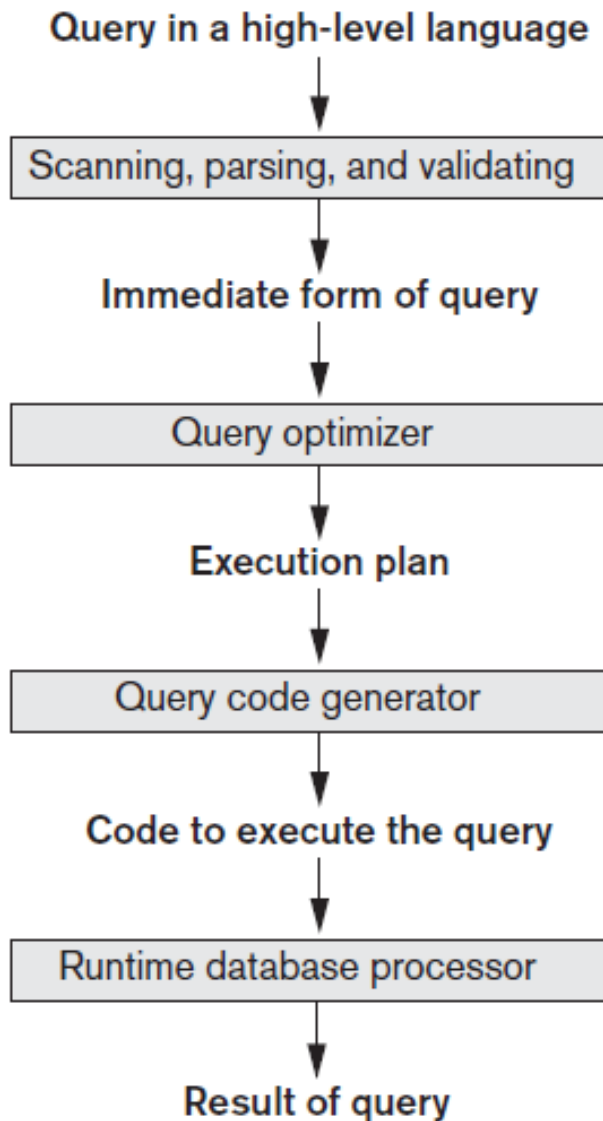 Query in a high-level language
Scanning, parsing, and validating
Immediate form of query
Query optimizer
Execution plan
Query code generator
Code to execute the query
Runtime database processor
Result of query